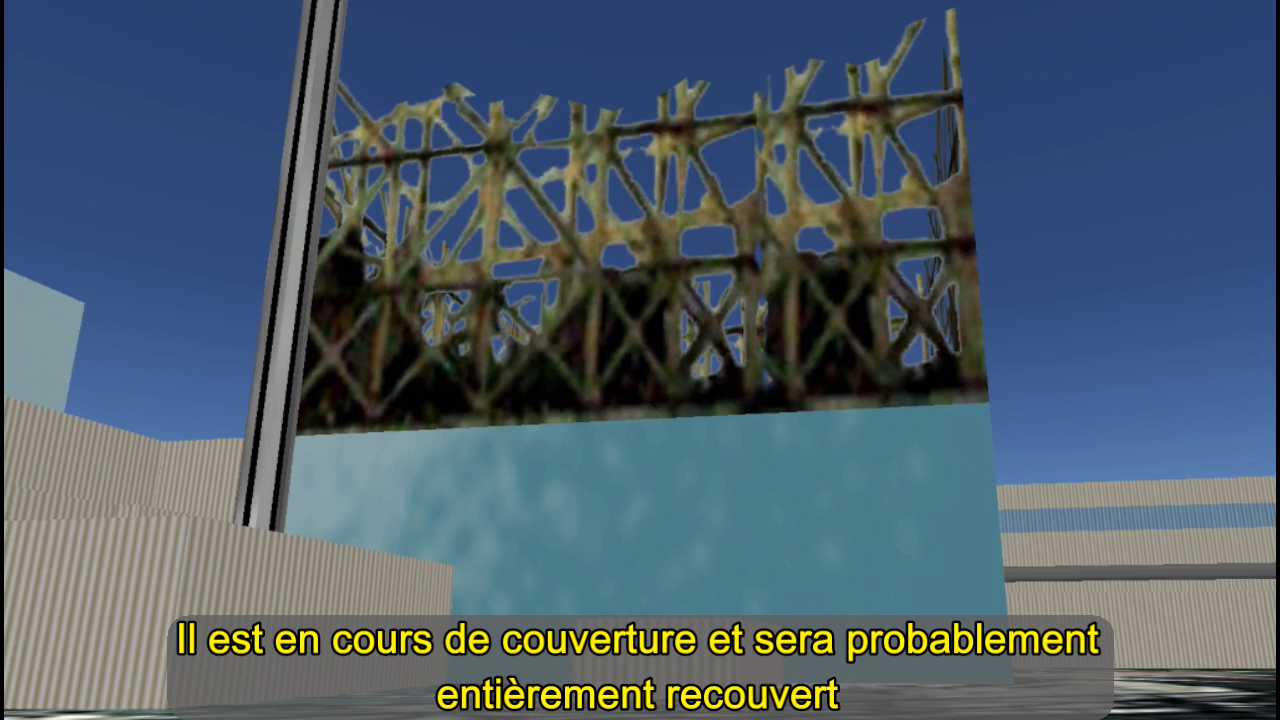 Il est en cours de couverture et sera probablement
entièrement recouvert